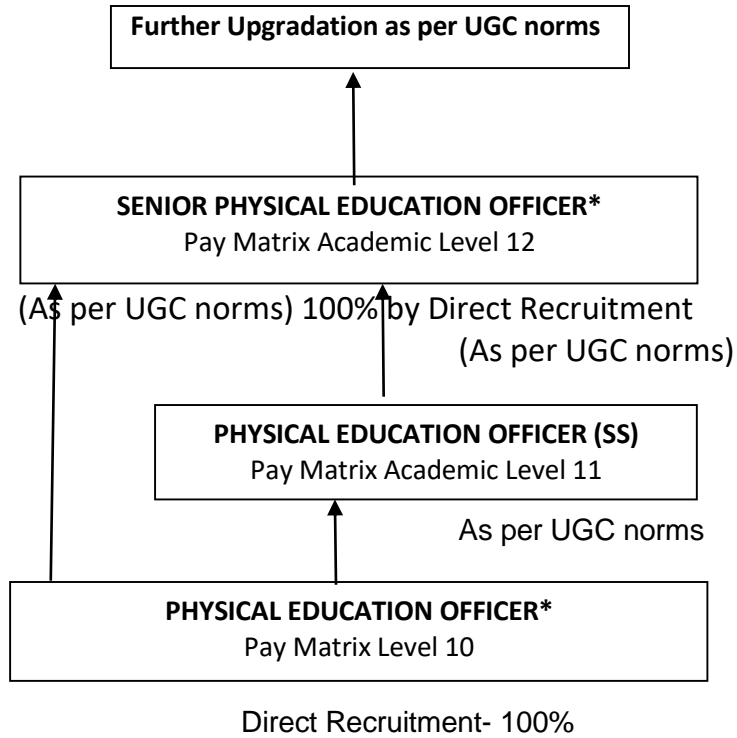 Further Upgradation as per UGC norms
SENIOR PHYSICAL EDUCATION OFFICER*
Pay Matrix Academic Level 12
(As per UGC norms) 100% by Direct Recruitment
(As per UGC norms)
PHYSICAL EDUCATION OFFICER (SS)
Pay Matrix Academic Level 11
As per UGC norms
PHYSICAL EDUCATION OFFICER*
Pay Matrix Level 10
Direct Recruitment- 100%